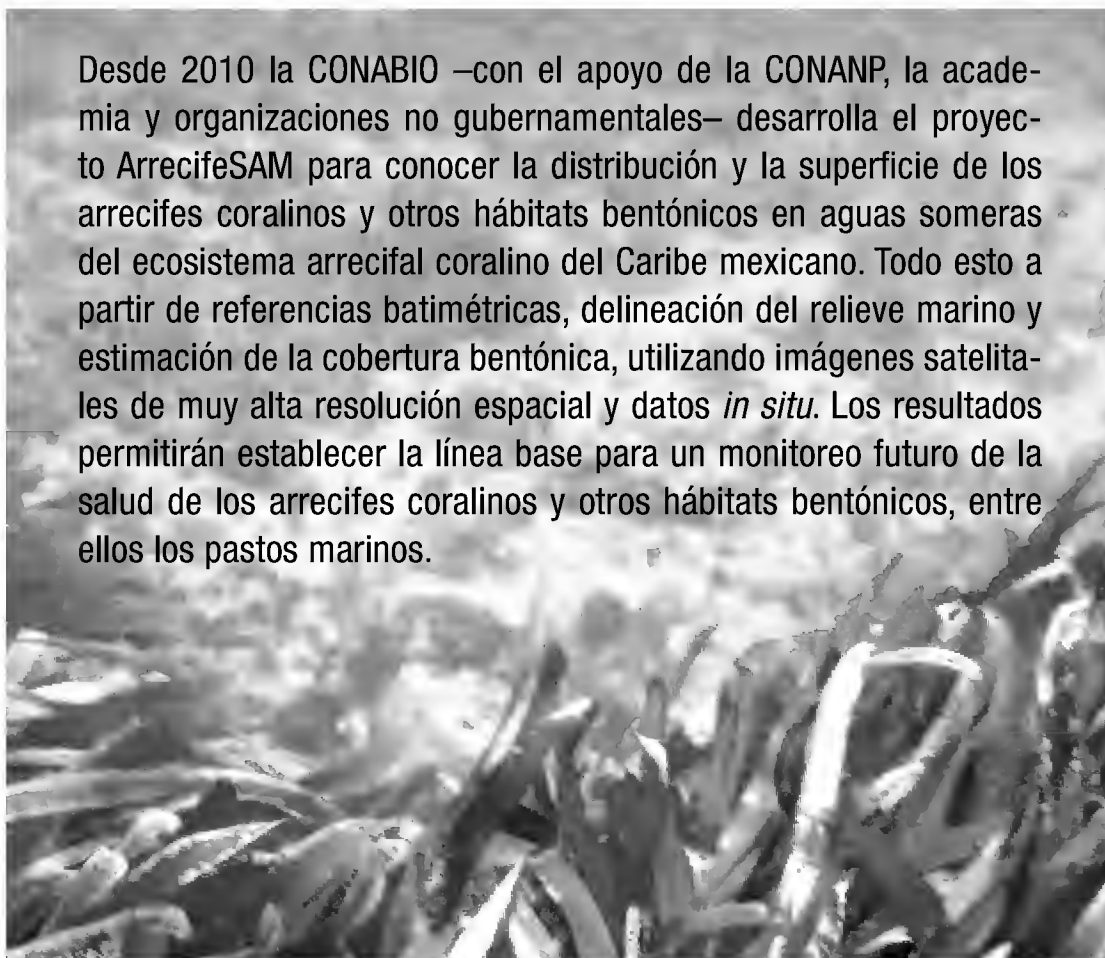 Desde 2010 la CONABIO –con el apoyo de la CONANP, la acade-
mia y organizaciones no gubernamentales– desarrolla el proyec-
to ArrecifeSAM para conocer la distribución y la superficie de los
arrecifes coralinos y otros hábitats bentónicos en aguas someras
del ecosistema arrecifal coralino del Caribe mexicano. Todo esto a
partir de referencias batimétricas, delineación del relieve marino y
estimación de la cobertura bentónica, utilizando imágenes satelita-
les de muy alta resolución espacial y datos in situ. Los resultados
permitirán establecer la línea base para un monitoreo futuro de la
salud de los arrecifes coralinos y otros hábitats bentónicos, entre
ellos los pastos marinos.